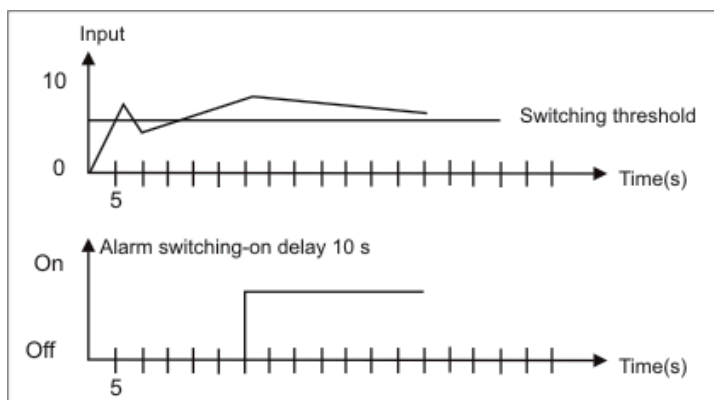 Input
10
Switching threshold
0
Time(s)
5
Alarm switching-on delay 10 s
On
Off
Time(s)
5